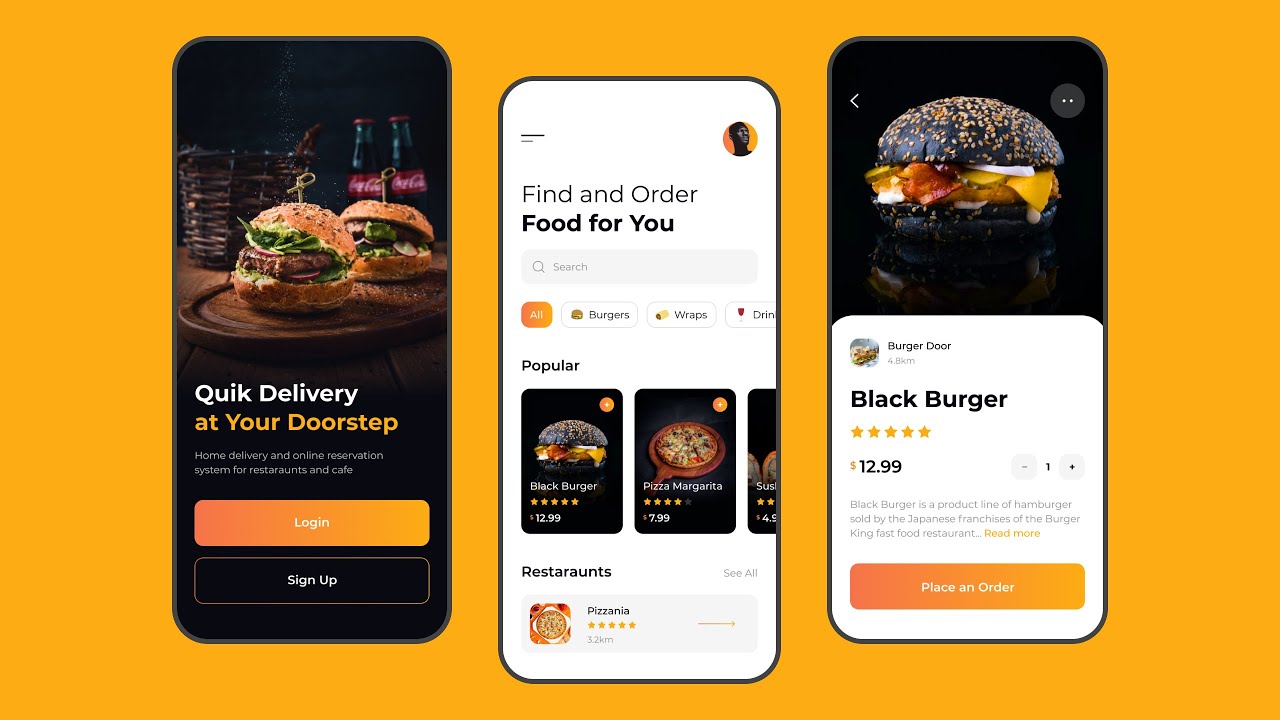 Coca-Cola
Quik Delivery
at Your Doorstep
Home delivery and online reservation
system for restaraunts and cafe
Login
Sign Up
Find and Order
Food for You
Search
All
Burgers
Wraps
Popular
Black Burger
$ 12.99
Pizza Margarita
$ 7.99
Restaraunts
See All
Pizzania
3.2km
Burger Door
4.8km
Black Burger
$ 12.99
− 1 +
Black Burger is a product line of hamburger
sold by the Japanese franchises of the Burger
King fast food restaurant... Read more
Place an Order